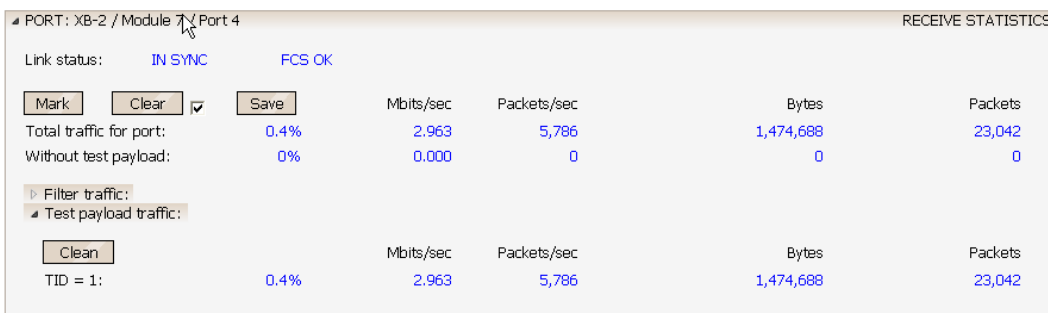 PORT: XB-2 / Module 7 / Port 4 RECEIVE STATISTICS
Link status: IN SYNC FCS OK
Mark Clear Save Mbits/sec Packets/sec Bytes Packets
Total traffic for port: 0.4% 2.963 5,786 1,474,688 23,042
Without test payload: 0% 0.000 0 0 0
Filter traffic:
Test payload traffic:
Clean Mbits/sec Packets/sec Bytes Packets
TID = 1: 0.4% 2.963 5,786 1,474,688 23,042